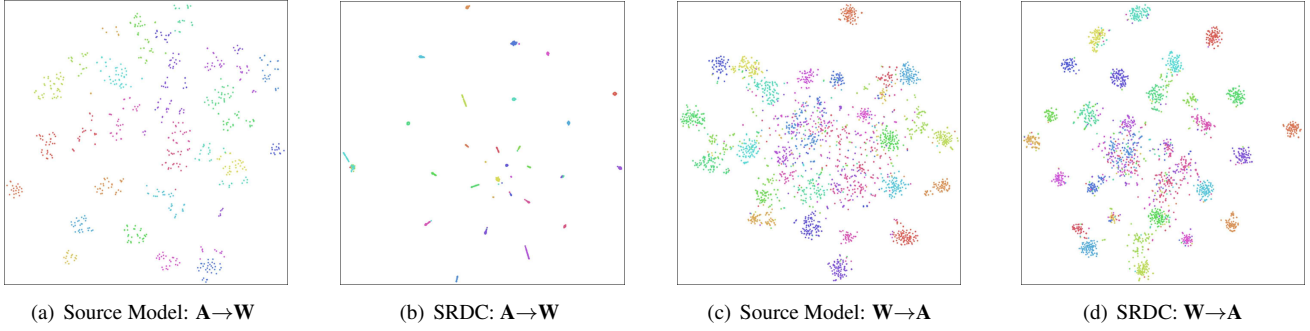 (a) Source Model: A→W
(b) SRDC: A→W
(c) Source Model: W→A
(d) SRDC: W→A